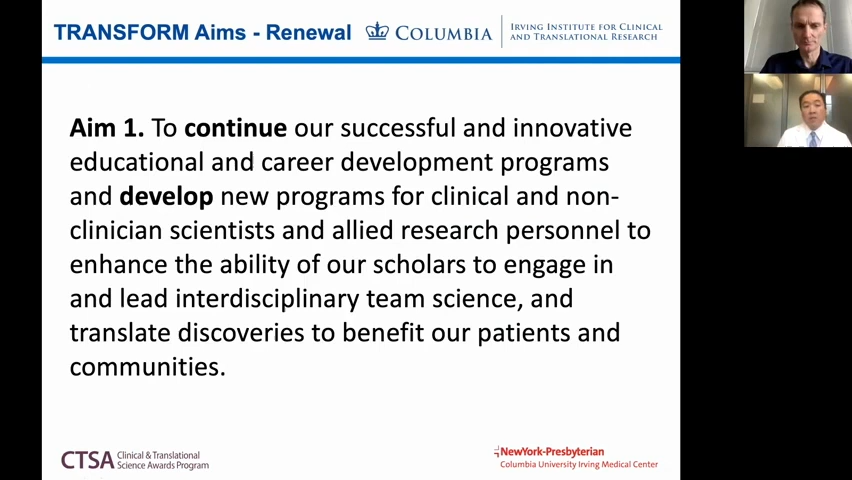 TRANSFORM Aims - Renewal
COLUMBIA
IRVING INSTITUTE FOR CLINICAL
AND TRANSLATIONAL RESEARCH
Aim 1. To continue our successful and innovative
educational and career development programs
and develop new programs for clinical and non-
clinician scientists and allied research personnel to
enhance the ability of our scholars to engage in
and lead interdisciplinary team science, and
translate discoveries to benefit our patients and
communities.
CTSA Clinical & Translational
Science Awards Program
NewYork-Presbyterian
Columbia University Irving Medical Center